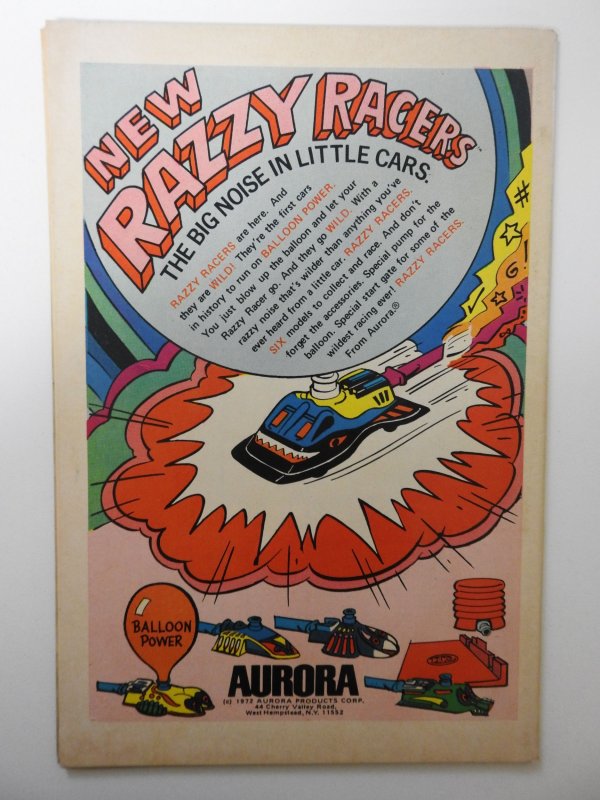 NEW
RAZZY RACERS™
THE BIG NOISE IN LITTLE CARS.
RAZZY RACERS are here. And
they are WILD! They're the first cars
in history to run on BALLOON POWER.
You just blow up the balloon and let your
Razzy Racer go. And they go WILD. With a
razzy noise that's wilder than anything you've
ever heard from a little car. RAZZY RACERS.
SIX models to collect and race. And don't
forget the accessories. Special pump for the
balloon. Special start gate for some of the
wildest racing ever! RAZZY RACERS.
From Aurora.®
BALLOON
POWER
AURORA
(c) 1972 AURORA PRODUCTS CORP.
44 Cherry Valley Road,
West Hempstead, N.Y. 11552